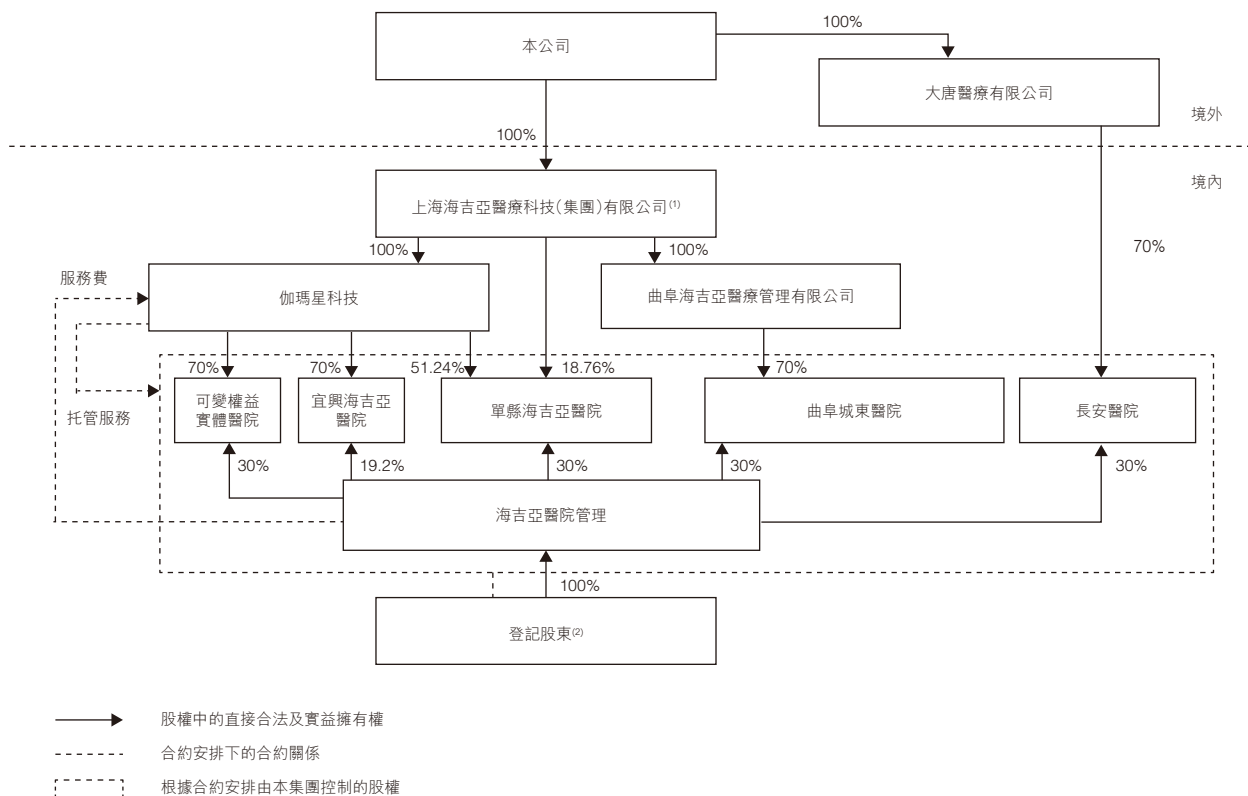 100%
本公司
大唐醫療有限公司
境外
100%
境內
上海海吉亞醫療科技(集團)有限公司(1)
70%
100%
100%
服務費
伽瑪星科技
曲阜海吉亞醫療管理有限公司
70%
70%
51.24%
18.76%
70%
托管服務
可變權益
實體醫院
宜興海吉亞
醫院
單縣海吉亞醫院
曲阜城東醫院
長安醫院
30%
19.2%
30%
30%
30%
海吉亞醫院管理
100%
登記股東(2)
股權中的直接合法及實益擁有權
合約安排下的合約關係
根據合約安排由本集團控制的股權